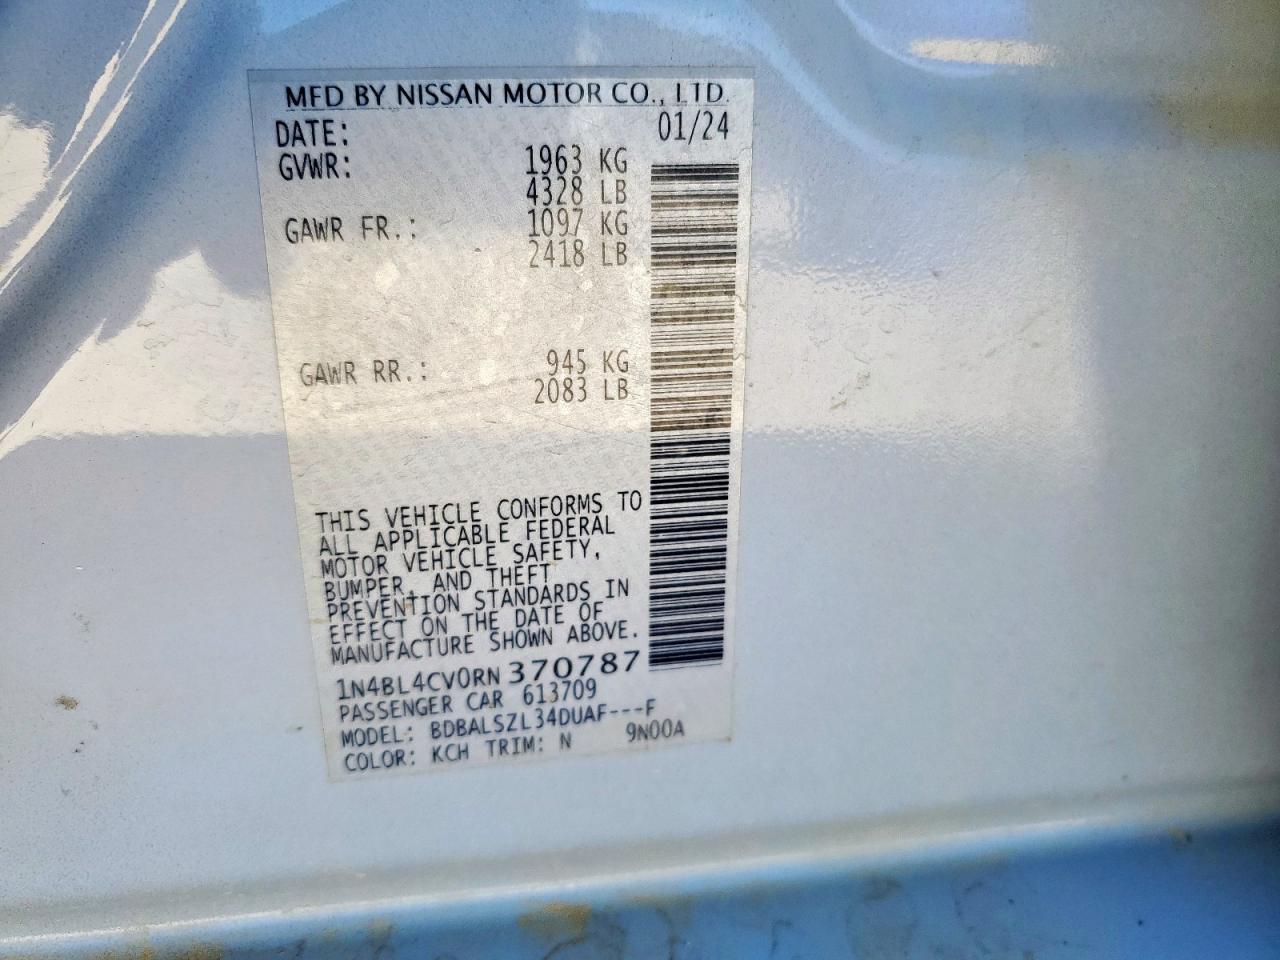 MFD BY NISSAN MOTOR CO., LTD.
DATE: 01/24
GVWR: 1963 KG
4328 LB
GAWR FR.: 1097 KG
2418 LB
GAWR RR.: 945 KG
2083 LB
THIS VEHICLE CONFORMS TO
ALL APPLICABLE FEDERAL
MOTOR VEHICLE SAFETY,
BUMPER, AND THEFT
PREVENTION STANDARDS IN
EFFECT ON THE DATE OF
MANUFACTURE SHOWN ABOVE.
1N4BL4CV0RN370787
PASSENGER CAR 613709
MODEL: BDBALSZL34DUAF---F
COLOR: KCH TRIM: N 9N00A